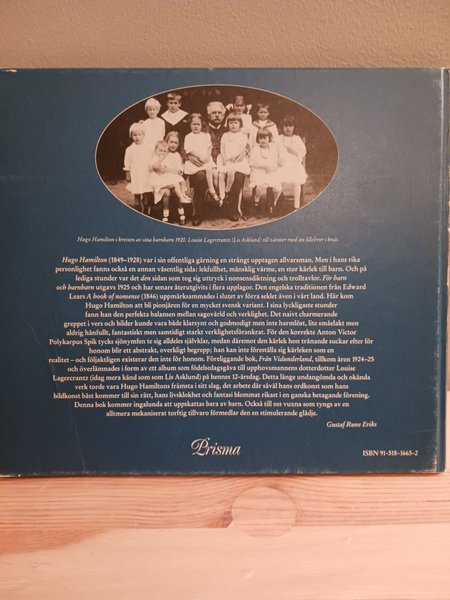 Hugo Hamilton i kretsen av sina barnbarn 1920. Louise Lagercrantz (Lis Asklund) till vänster med sin lillebror i knät.
Hugo Hamilton (1849–1928) var i sin offentliga gärning en strängt upptagen allvarsman. Men i hans rika
personlighet fanns också en annan väsentlig sida: lekfullhet, mänsklig värme, en stor kärlek till barn. Och på
lediga stunder var det den sidan som tog sig uttryck i nonsensdiktning och trolltavlor. För barn
och barnbarn utgavs 1925 och har senare återutgivits i flera upplagor. Den engelska traditionen från Edward
Lears A book of nonsense (1846) uppmärksammades i slutet av förra seklet även i vårt land. Här kom
Hugo Hamilton att bli pionjären för en mycket svensk variant. I sina lyckligaste stunder
fann han den perfekta balansen mellan sagovärld och verklighet. Det naivt charmerande
greppet i vers och bilder kunde vara både klarsynt och godmodigt men inte harmlöst, lite småelakt men
aldrig hånfullt, fantastiskt men samtidigt starkt verklighetsförankrat. För den korrekte Anton Victor
Polykarpus Spik tycks sjönymfen te sig alldeles självklar, medan däremot den kärlek hon trånande suckar efter för
honom blir ett abstrakt, overkligt begrepp; han kan inte föreställa sig kärleken som en
realitet – och följaktligen existerar den inte för honom. Föreliggande bok, Från Vidunderland, tillkom åren 1924–25
och överlämnades i form av ett album som födelsedagsgåva till upphovsmannens dotterdotter Louise
Lagercrantz (idag mera känd som Lis Asklund) på hennes 12-årsdag. Detta länge undangömda och okända
verk torde vara Hugo Hamiltons främsta i sitt slag, det arbete där såväl hans ordkonst som hans
bildkonst bäst kommer till sin rätt, hans livsklokhet och fantasi blommat rikast i en ganska betagande förening.
Denna bok kommer ingalunda att uppskattas bara av barn. Också till oss vuxna som tyngs av en
alltmera mekaniserat torftig tillvaro förmedlar den en stimulerande glädje.
Gustaf Rune Eriks
Prisma
ISBN 91-518-1665-2